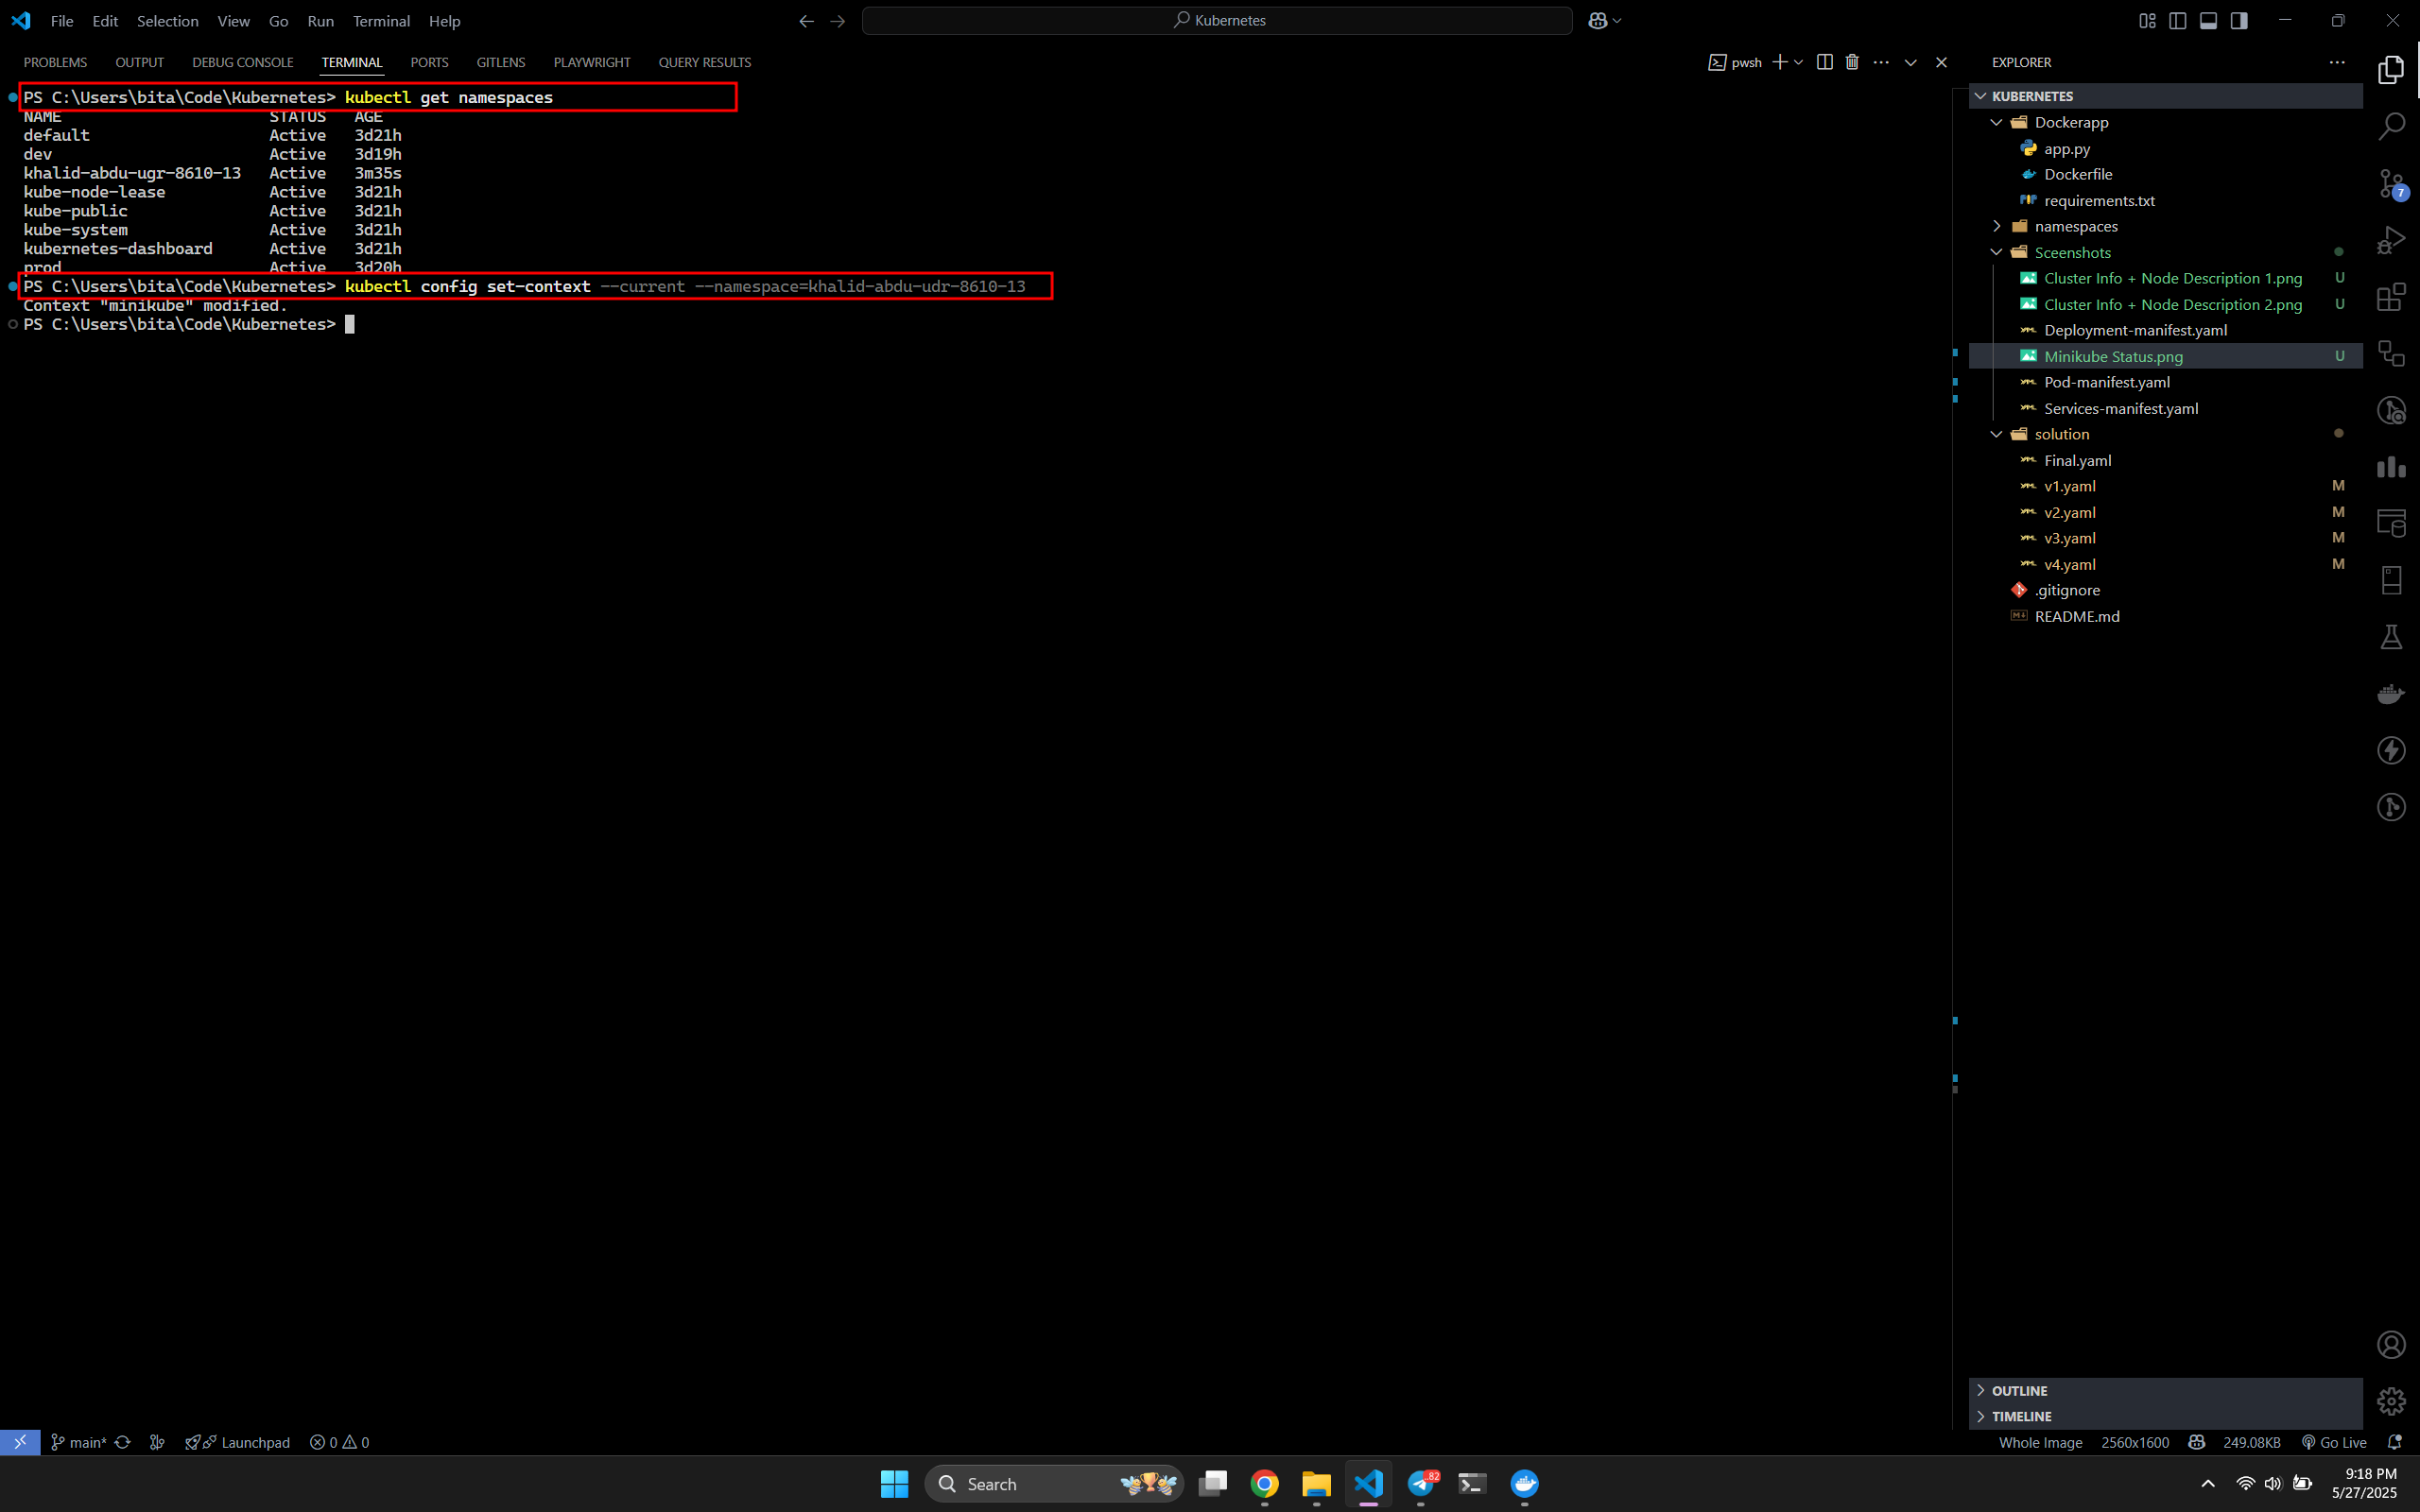 File Edit Selection View Go Run Terminal Help
Kubernetes
PROBLEMS OUTPUT DEBUG CONSOLE TERMINAL PORTS GITLENS PLAYWRIGHT QUERY RESULTS
pwsh
PS C:\Users\bita\Code\Kubernetes> kubectl get namespaces
NAME STATUS AGE
default Active 3d21h
dev Active 3d19h
khalid-abdu-ugr-8610-13 Active 3m35s
kube-node-lease Active 3d21h
kube-public Active 3d21h
kube-system Active 3d21h
kubernetes-dashboard Active 3d21h
prod Active 3d20h
PS C:\Users\bita\Code\Kubernetes> kubectl config set-context --current --namespace=khalid-abdu-udr-8610-13
Context "minikube" modified.
PS C:\Users\bita\Code\Kubernetes>
EXPLORER
KUBERNETES
Dockerapp
app.py
Dockerfile
requirements.txt
namespaces
Sceenshots
Cluster Info + Node Description 1.png U
Cluster Info + Node Description 2.png U
Deployment-manifest.yaml
Minikube Status.png U
Pod-manifest.yaml
Services-manifest.yaml
solution
Final.yaml
v1.yaml M
v2.yaml M
v3.yaml M
v4.yaml M
.gitignore
README.md
7
OUTLINE
TIMELINE
main* Launchpad 0 0
Whole Image 2560x1600 249.08KB Go Live
Search
82
9:18 PM
5/27/2025